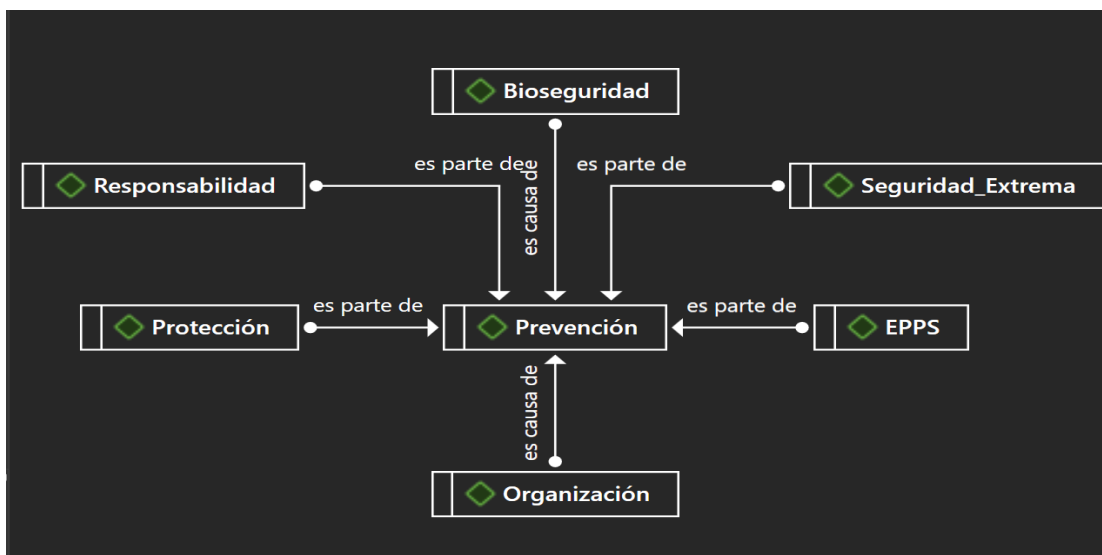 Bioseguridad
es parte de
es causa de
es parte de
Responsabilidad
Seguridad_Extrema
es parte de
es parte de
Protección
Prevención
EPPS
es causa de
Organización